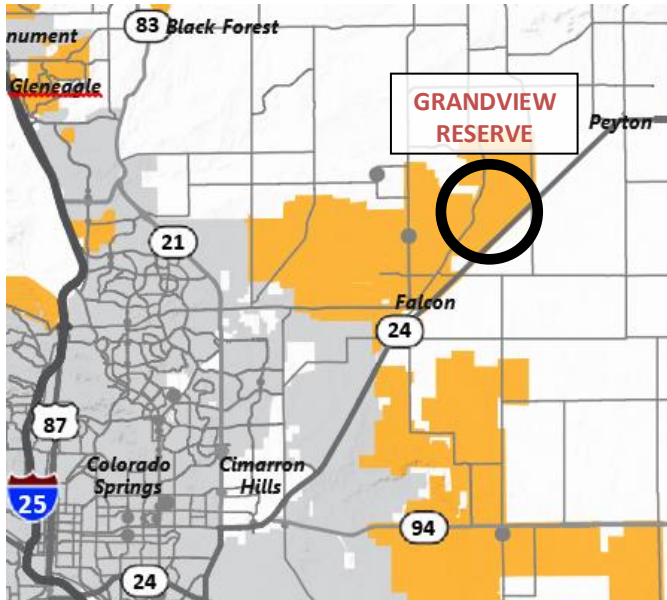 83
Black Forest
nument
Gleneagle
GRANDVIEW
RESERVE
Peyton
21
Falcon
24
87
Colorado
Springs
Cimarron
Hills
25
94
24